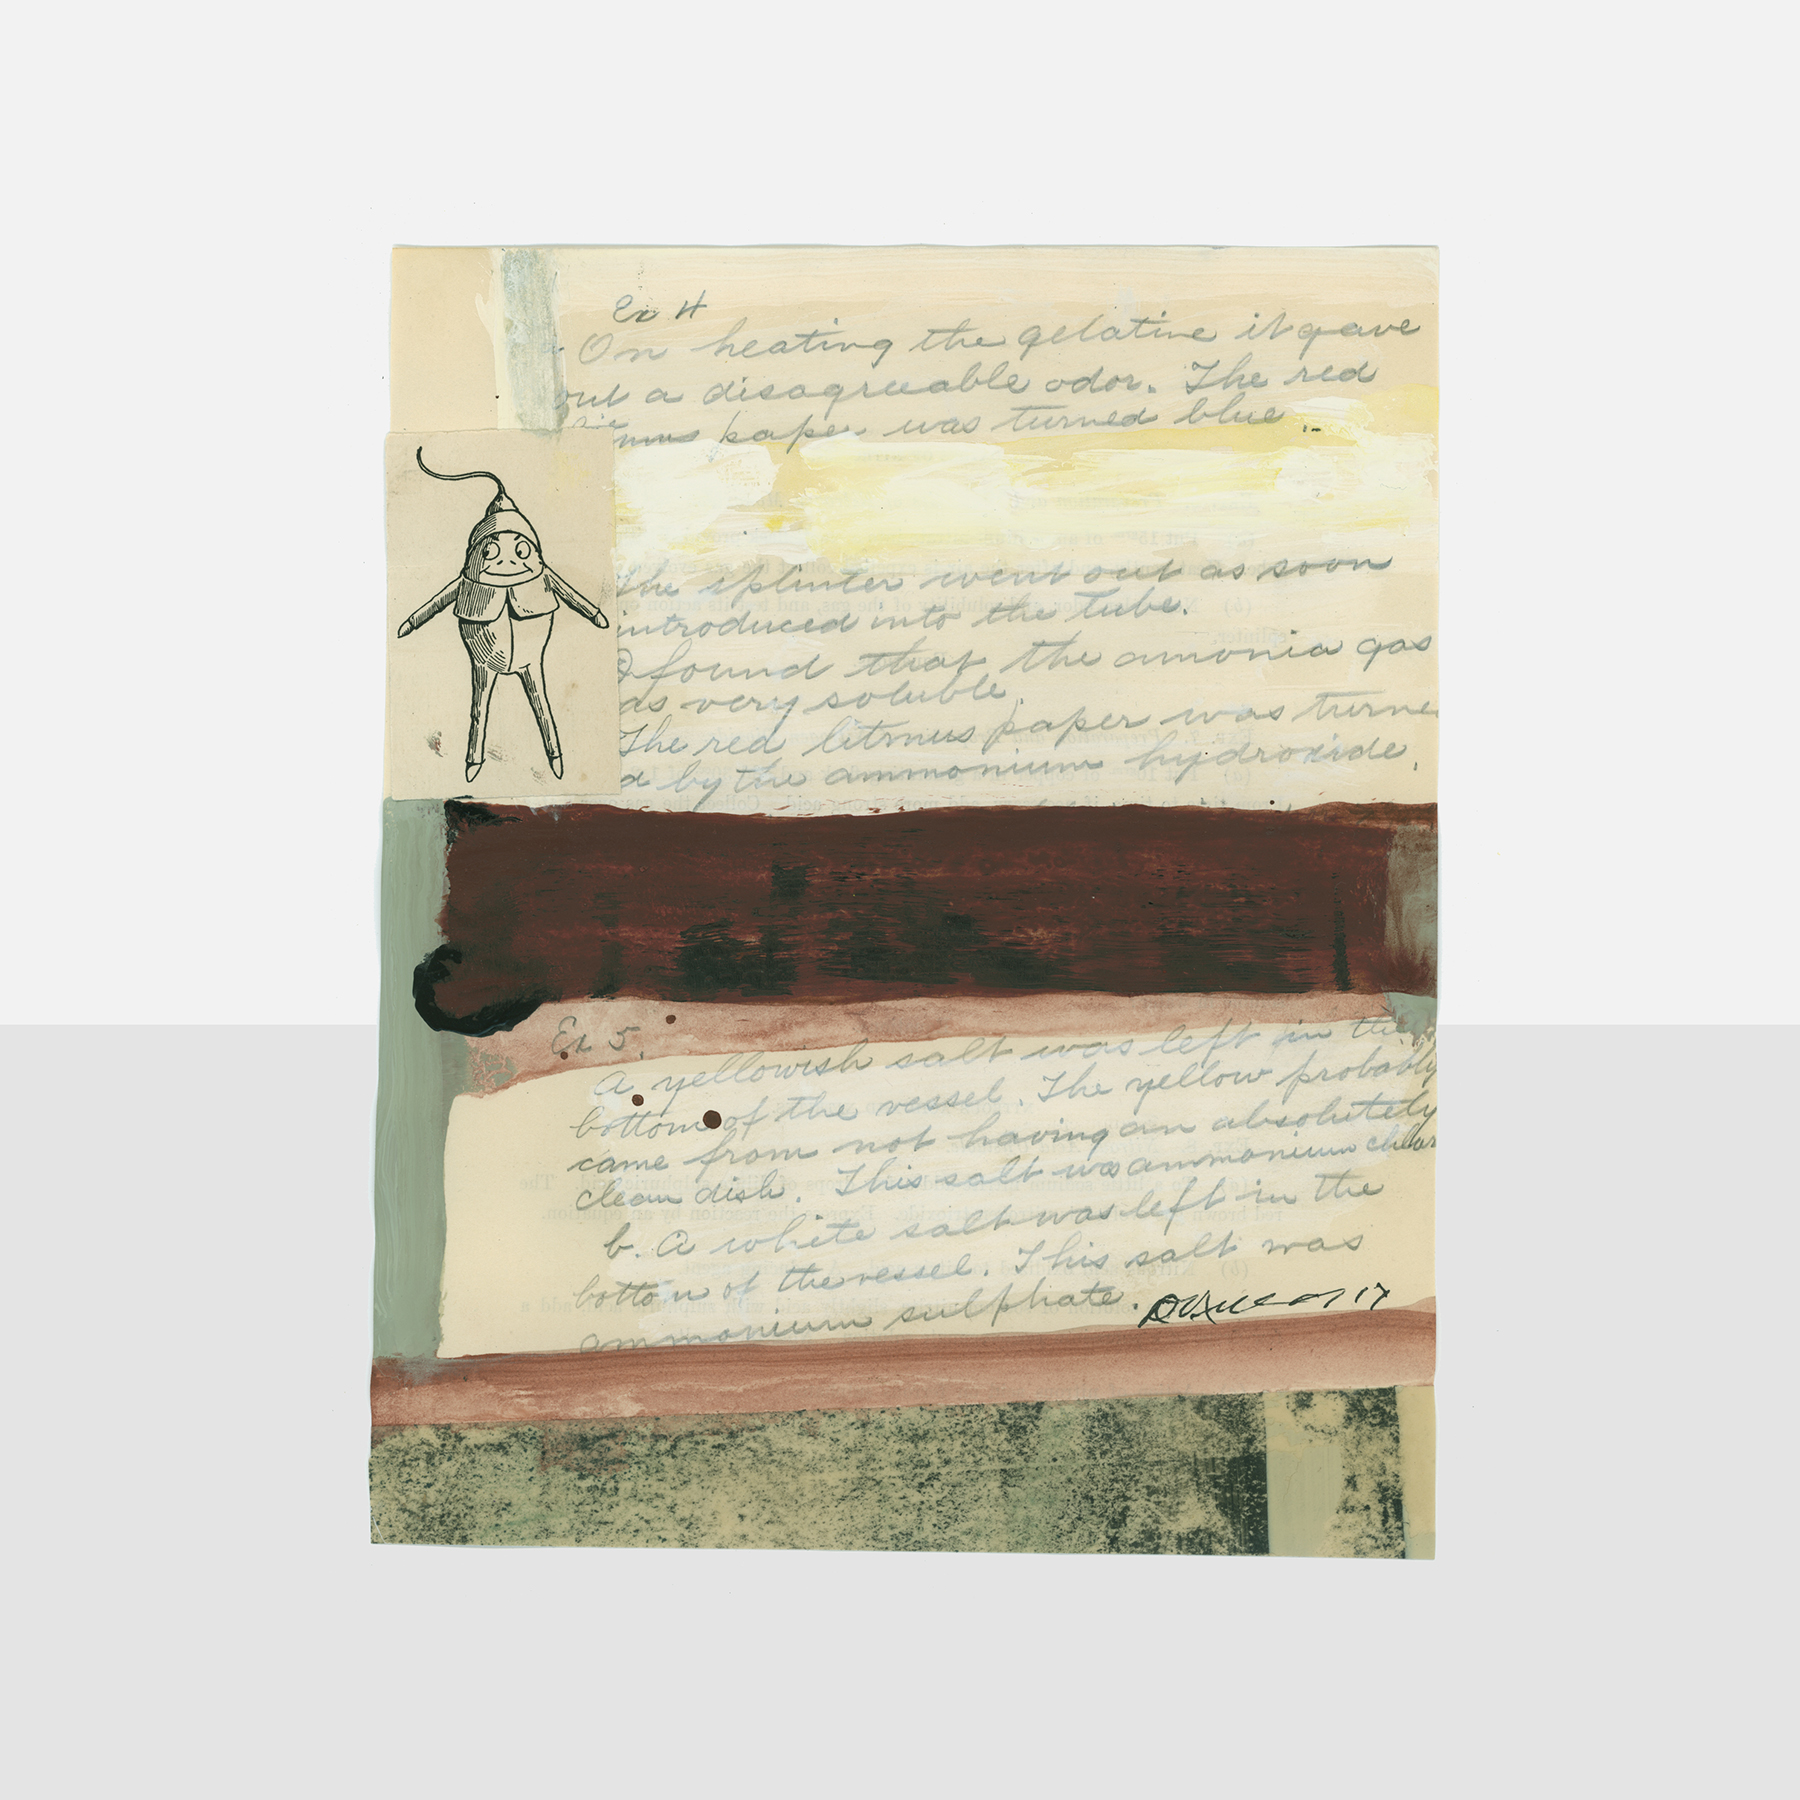 Ex 4
On heating the gelatine it gave
out a disagreeable odor. The red
paper was turned blue.
The splinter went out as soon
introduced into the tube.
I found that the amonia gas
as very soluble.
The red litmus paper was turne
d by the ammonium hydroxide.
Ex 5.
A yellowish salt was left in the
bottom of the vessel. The yellow probably
came from not having an absolutely
clean dish. This salt was ammonium chlor
b. A white salt was left in the
bottom of the vessel. This salt was
ammonium sulphate.
17